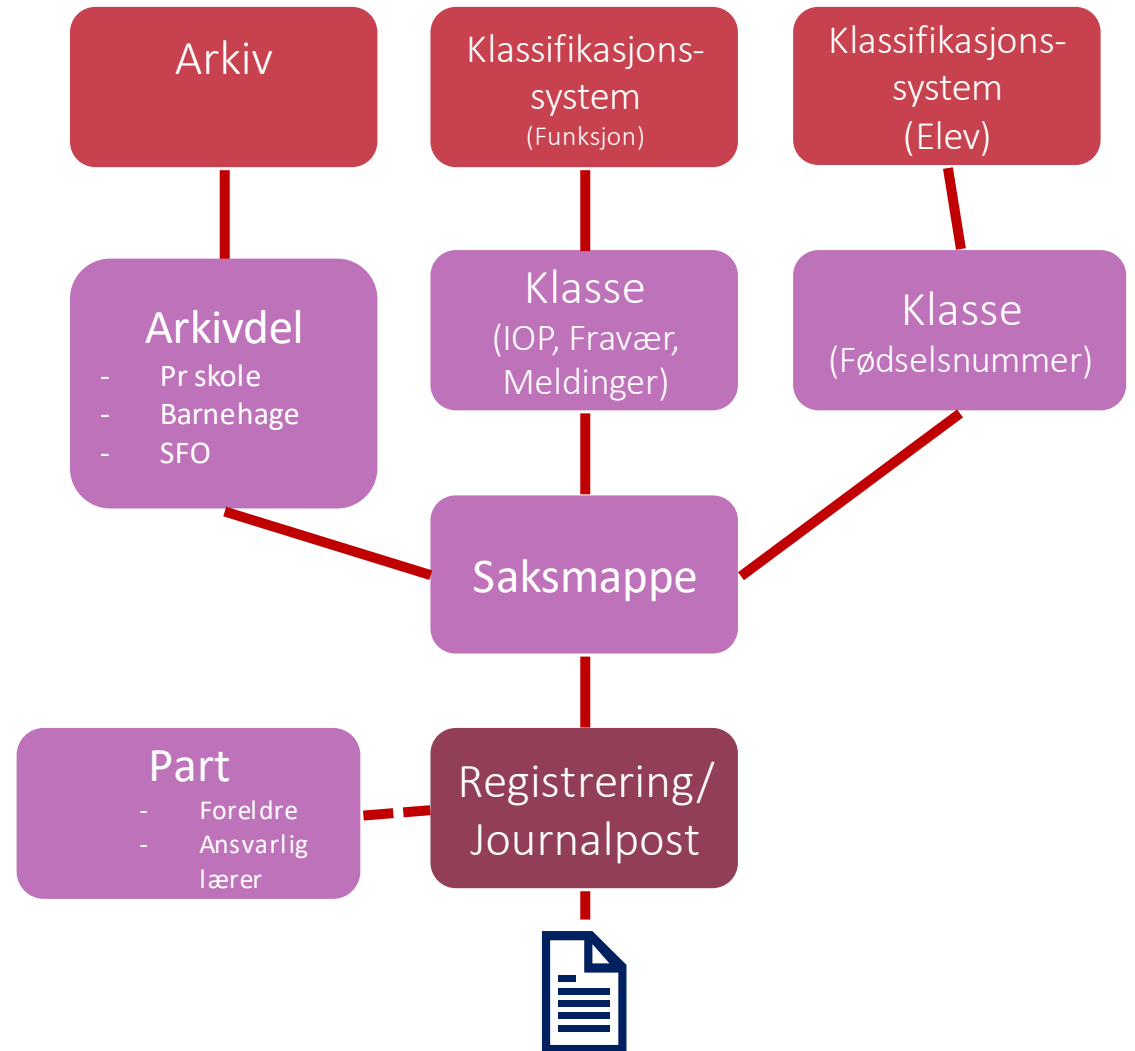 Arkiv
Klassifikasjons-
system
(Funksjon)
Klassifikasjons-
system
(Elev)
Arkivdel
- Pr skole
- Barnehage
- SFO
Klasse
(IOP, Fravær,
Meldinger)
Klasse
(Fødselsnummer)
Saksmappe
Part
- Foreldre
- Ansvarlig
lærer
Registrering/
Journalpost